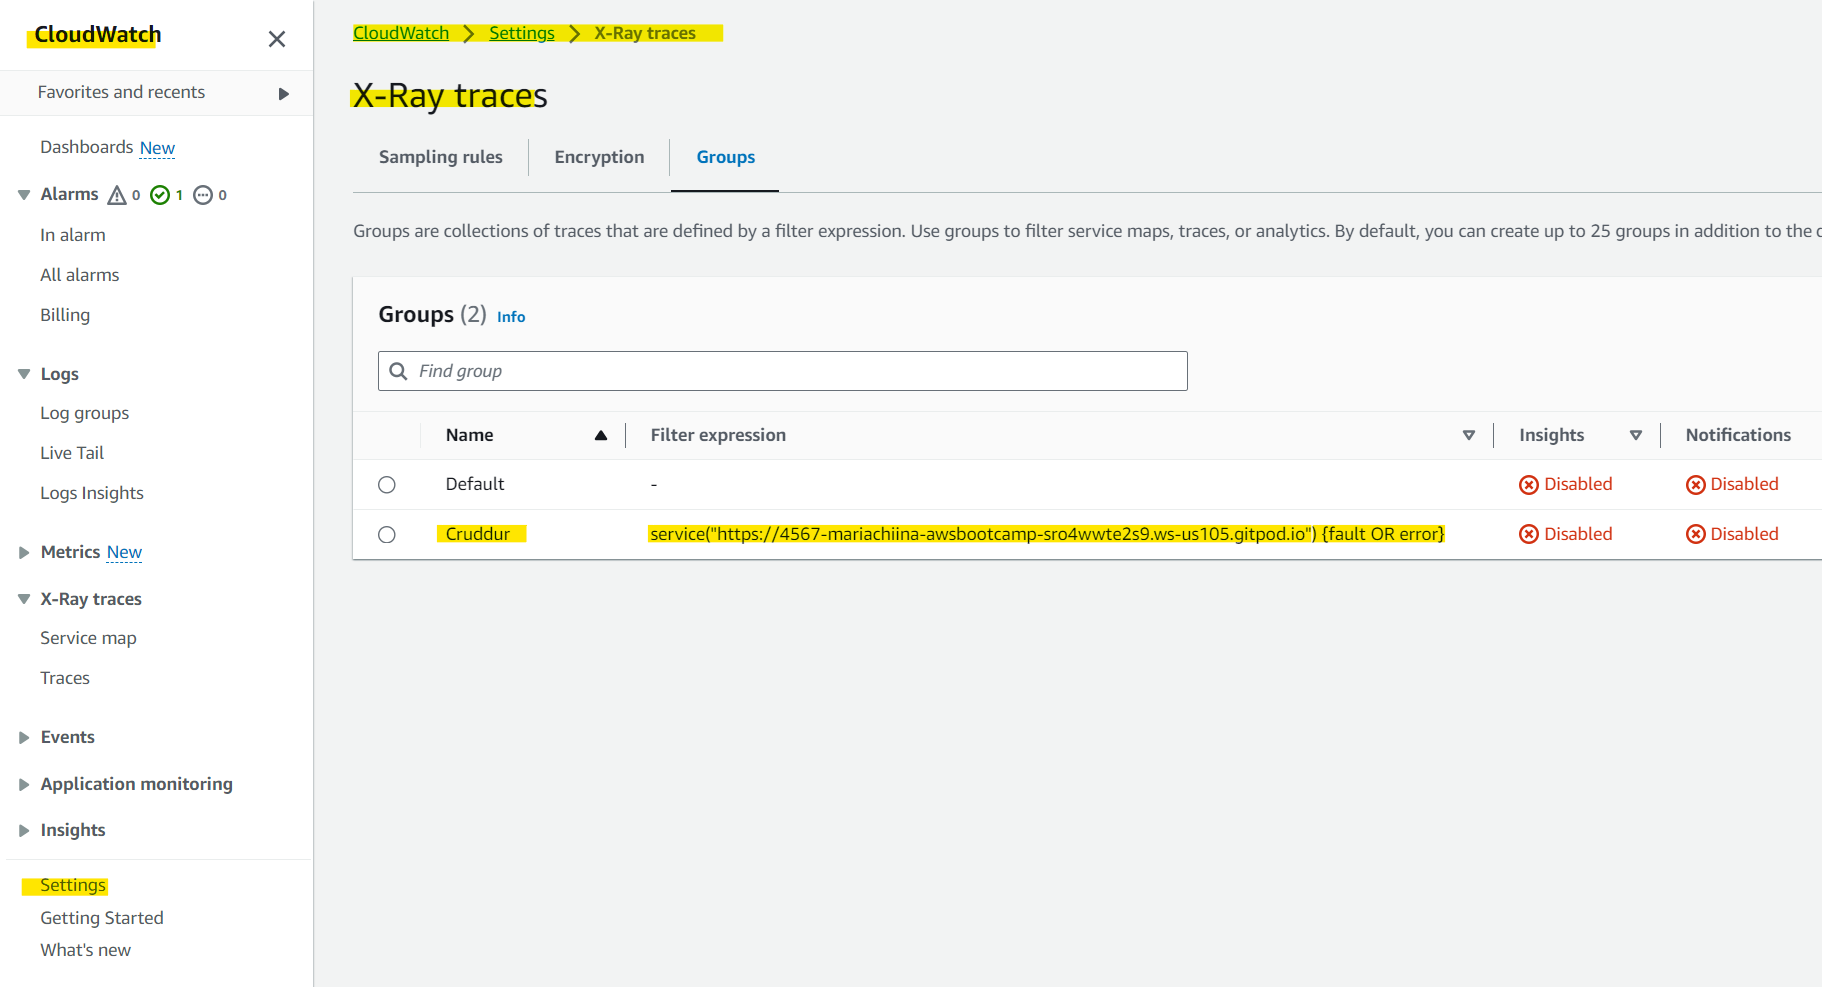 CloudWatch
Favorites and recents
Dashboards New
Alarms 0 1 0
In alarm
All alarms
Billing
Logs
Log groups
Live Tail
Logs Insights
Metrics New
X-Ray traces
Service map
Traces
Events
Application monitoring
Insights
Settings
Getting Started
What's new
CloudWatch Settings X-Ray traces
X-Ray traces
Sampling rules Encryption Groups
Groups are collections of traces that are defined by a filter expression. Use groups to filter service maps, traces, or analytics. By default, you can create up to 25 groups in addition to the
Groups (2) Info
Find group
Name Filter expression Insights Notifications
Default - Disabled Disabled
Cruddur service("https://4567-mariachiina-awsbootcamp-sro4wwte2s9.ws-us105.gitpod.io") {fault OR error} Disabled Disabled